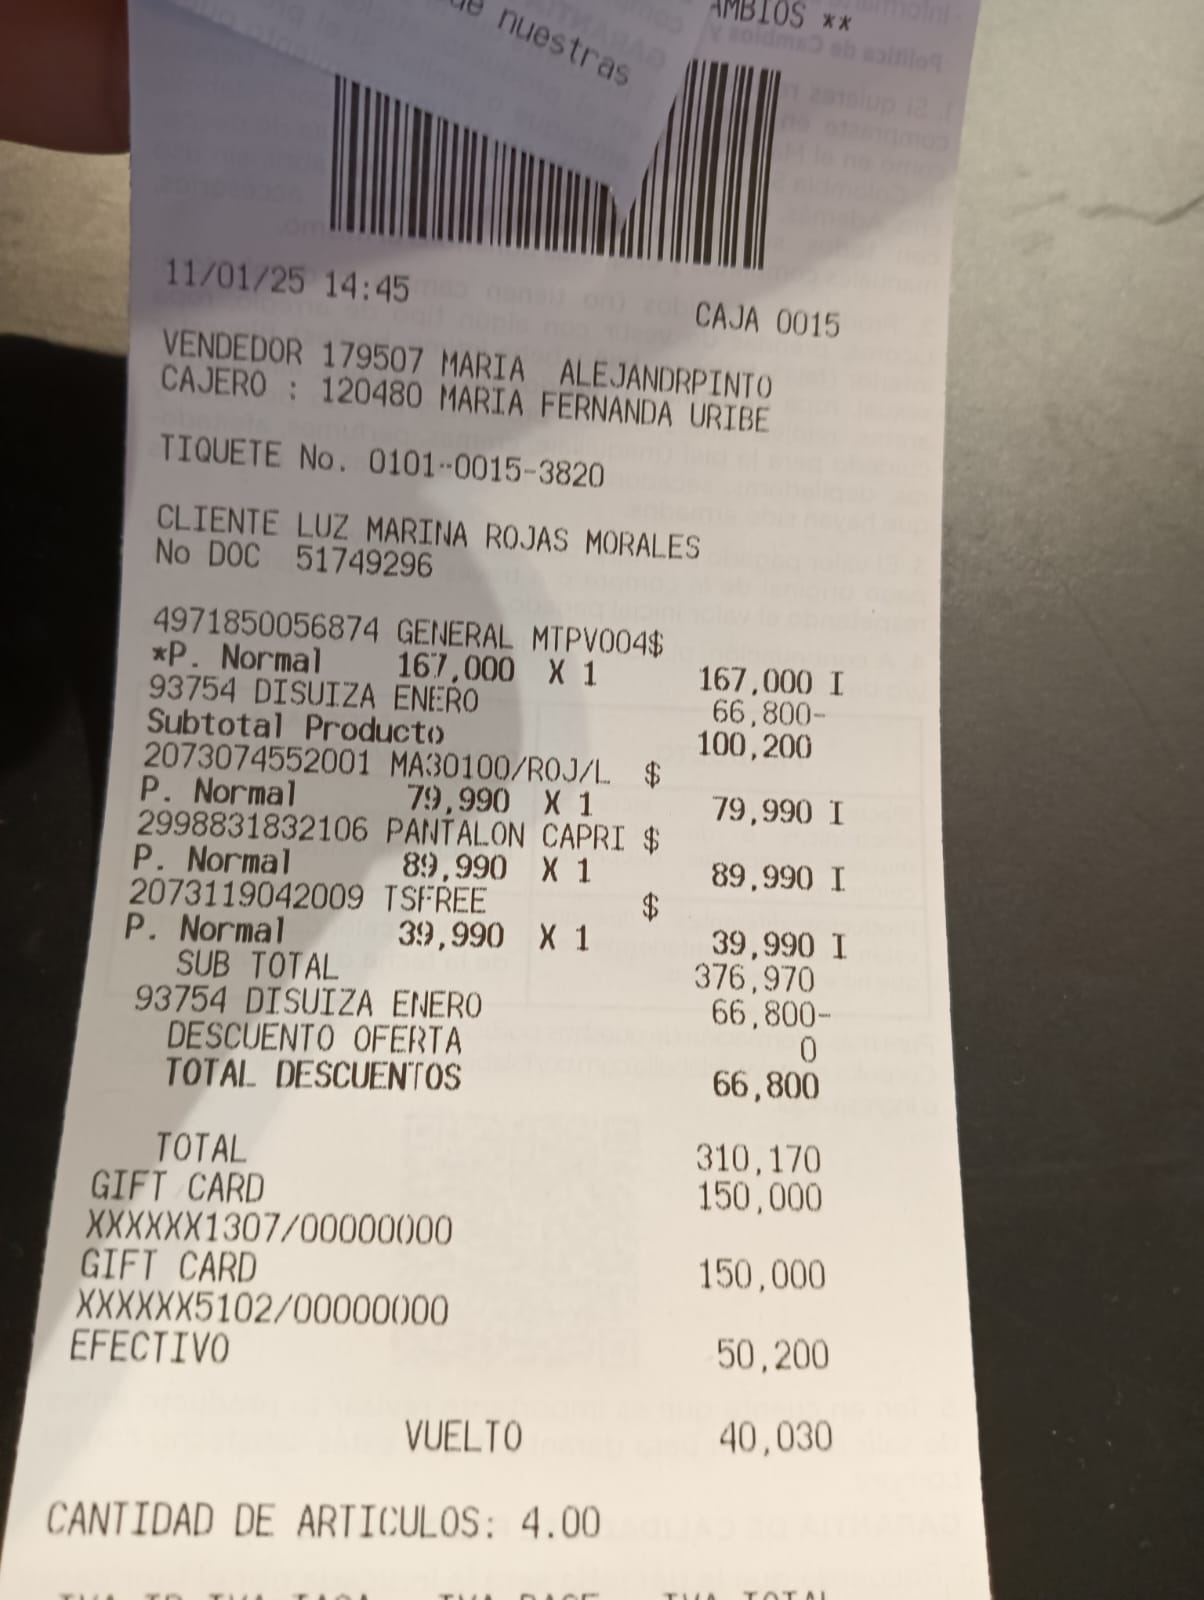 AMBIOS **
de nuestras
11/01/25 14:45 CAJA 0015
VENDEDOR 179507 MARIA ALEJANDRPINTO
CAJERO : 120480 MARIA FERNANDA URIBE
TIQUETE No. 0101-0015-3820
CLIENTE LUZ MARINA ROJAS MORALES
No DOC 51749296
4971850056874 GENERAL MTPV004$
*P. Normal 167,000 X 1 167,000 I
93754 DISUIZA ENERO 66,800-
Subtotal Producto 100,200
2073074552001 MA30100/ROJ/L $
P. Normal 79,990 X 1 79,990 I
2998831832106 PANTALON CAPRI $
P. Normal 89,990 X 1 89,990 I
2073119042009 TSFREE $
P. Normal 39,990 X 1 39,990 I
SUB TOTAL 376,970
93754 DISUIZA ENERO 66,800-
DESCUENTO OFERTA 0
TOTAL DESCUENTOS 66,800
TOTAL 310,170
GIFT CARD 150,000
XXXXXX1307/00000000
GIFT CARD 150,000
XXXXXX5102/00000000
EFECTIVO 50,200
VUELTO 40,030
CANTIDAD DE ARTICULOS: 4.00